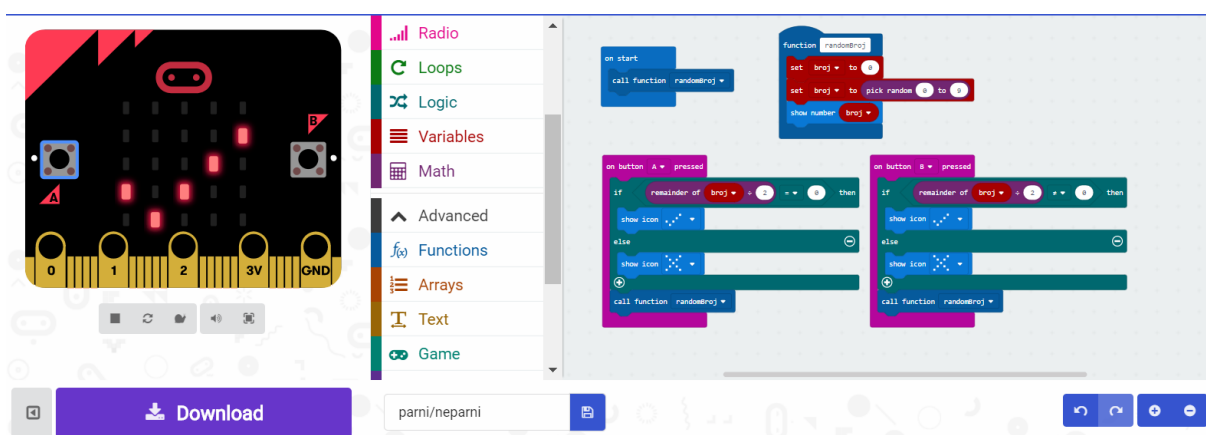 B
A
0 1 2 3V GND
Download
Radio
Loops
Logic
Variables
Math
Advanced
Functions
Arrays
Text
Game
parni/neparni
on start
call function randomBroj
function randomBroj
set broj to 0
set broj to pick random 0 to 9
show number broj
on button A pressed
if remainder of broj ÷ 2 = 0 then
show icon
else
show icon
call function randomBroj
on button B pressed
if remainder of broj ÷ 2 ≠ 0 then
show icon
else
show icon
call function randomBroj